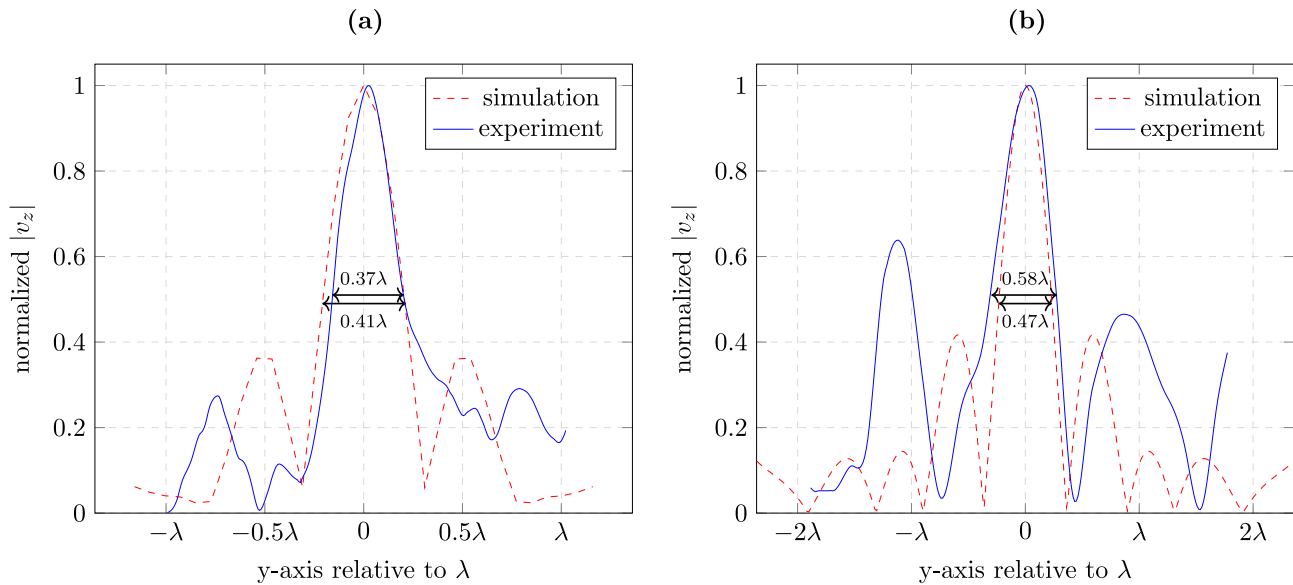 (a)
normalized |v_z|
1
0.8
0.6
0.4
0.2
0
simulation
experiment
0.37λ
0.41λ
−λ −0.5λ 0 0.5λ λ
y-axis relative to λ
(b)
normalized |v_z|
1
0.8
0.6
0.4
0.2
0
simulation
experiment
0.58λ
0.47λ
−2λ −λ 0 λ 2λ
y-axis relative to λ